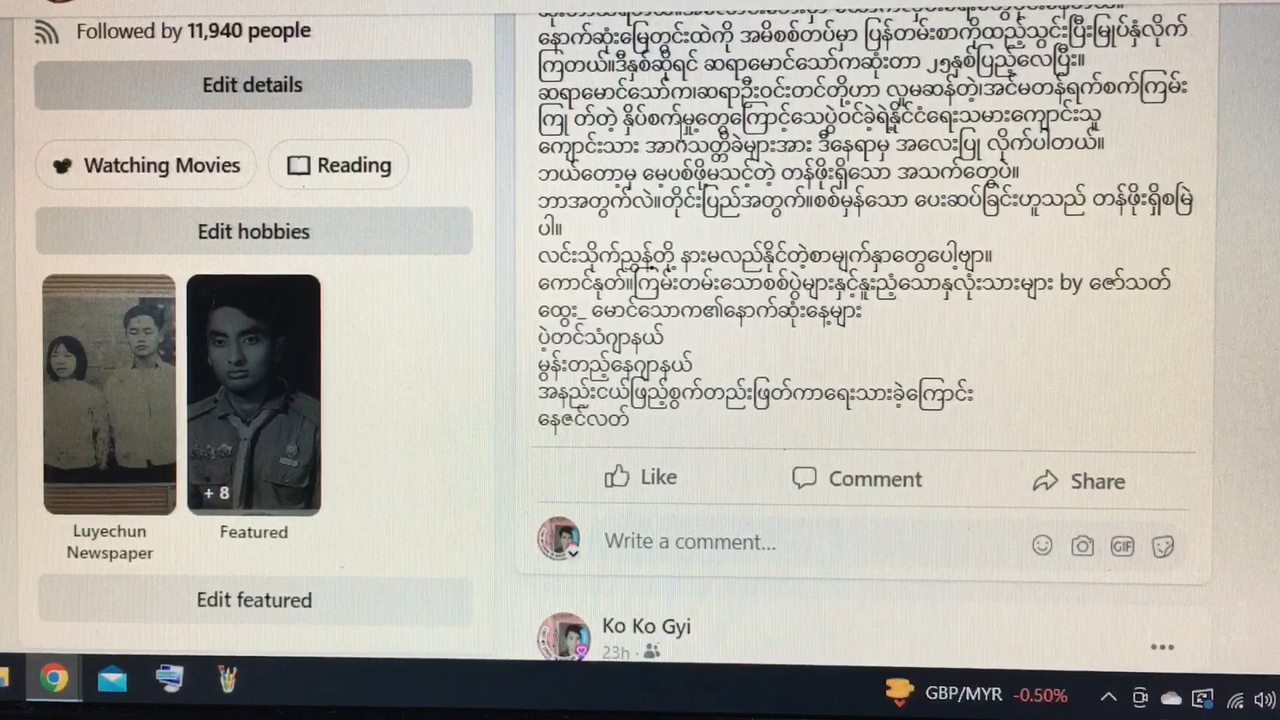 Followed by 11,940 people
Edit details
Watching Movies
Reading
Edit hobbies
+ 8
Luyechun
Newspaper
Featured
Edit featured
နောက်ဆုံးမြေတွင်းထဲကို အမိစစ်တပ်မှာ ပြန်တမ်းစာကိုထည့်သွင်းပြီးမြှုပ်နှံလိုက်
ကြတယ်။ဒီနှစ်ဆိုရင် ဆရာမောင်သော်ကဆုံးတာ ၂၅နှစ်ပြည့်လေပြီး။
ဆရာမောင်သော်က၊ဆရာဦးဝင်းတင်တို့ဟာ လူမဆန်တဲ့၊အင်မတန်ရက်စက်ကြမ်း
ကြု တ်တဲ့ နှိပ်စက်မှု့တွေကြောင့်သေပွဲဝင်ခဲ့ရဲ့နိုင်ငံရေးသမားကျောင်းသူ
ကျောင်းသား အာဂသတ္တိခဲများအား ဒီနေရာမှ အလေးပြု လိုက်ပါတယ်။
ဘယ်တော့မှ မေ့ပစ်ဖို့မသင့်တဲ့ တန်ဖိုးရှိသော အသက်တွေပဲ။
ဘာအတွက်လဲ။တိုင်းပြည်အတွက်။စစ်မှန်သော ပေးဆပ်ခြင်းဟူသည် တန်ဖိုးရှိစမြဲ
ပါ။
လင်းသိုက်ညွှန့်တို့ နားမလည်နိုင်တဲ့စာမျက်နှာတွေပေါ့ဗျာ။
ကောင်နုတ်။ကြမ်းတမ်းသောစစ်ပွဲများနှင့်နူးညံ့သောနှလုံးသားများ by ဇော်သတ်
ထွေး_ မောင်သောက၏နောက်ဆုံးနေ့များ
ပဲ့တင်သံဂျာနယ်
မွန်းတည့်နေဂျာနယ်
အနည်းငယ်ဖြည့်စွက်တည်းဖြတ်ကာရေးသားခဲ့ကြောင်း
နေဇင်လတ်
Like
Comment
Share
Write a comment...
GIF
Ko Ko Gyi
23h ·
GBP/MYR -0.50%